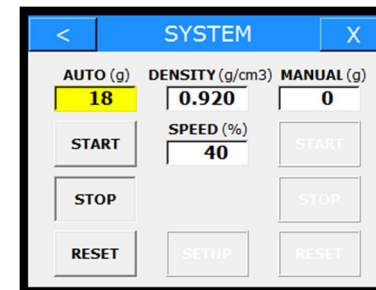 < SYSTEM X
AUTO (g) DENSITY (g/cm3) MANUAL (g)
18 0.920 0
START SPEED (%) START
40
STOP STOP
RESET SETUP RESET